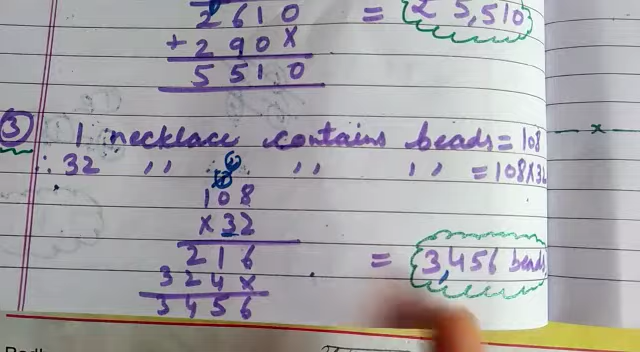 2610 = 25,510
+ 290x
5510
③ 1 necklace contains beads = 108
∴ 32 ,, ,, ,, ,, = 108x32
108
x32
216 = 3,456 beads
324x
3456